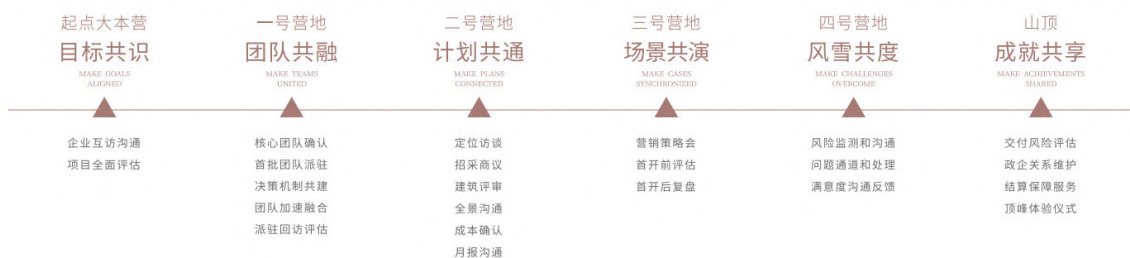 起点大本营
目标共识
MAKE GOALS
ALIGNED
企业互访沟通
项目全面评估
一号营地
团队共融
MAKE TEAMS
UNITED
核心团队确认
首批团队派驻
决策机制共建
团队加速融合
派驻回访评估
二号营地
计划共通
MAKE PLANS
CONNECTED
定位访谈
招采商议
建筑评审
全景沟通
成本确认
月报沟通
三号营地
场景共演
MAKE CASES
SYNCHRONIZED
营销策略会
首开前评估
首开后复盘
四号营地
风雪共度
MAKE CHALLENGES
OVERCOME
风险监测和沟通
问题通道和处理
满意度沟通反馈
山顶
成就共享
MAKE ACHIEVEMENTS
SHARED
交付风险评估
政企关系维护
结算保障服务
顶峰体验仪式